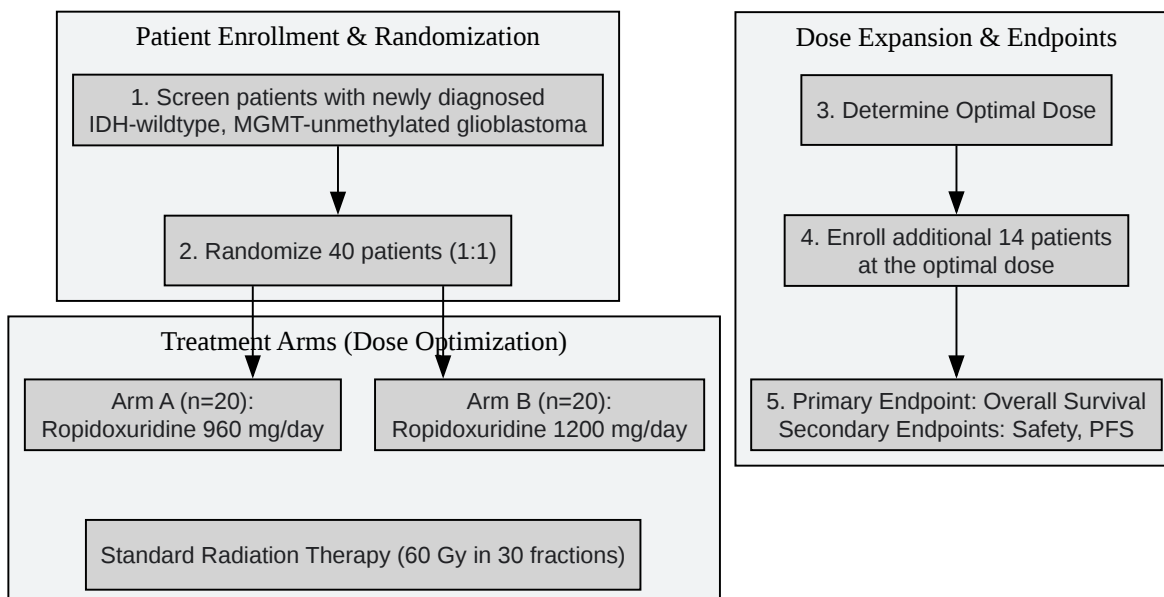 Patient Enrollment & Randomization
1. Screen patients with newly diagnosed
IDH-wildtype, MGMT-unmethylated glioblastoma
2. Randomize 40 patients (1:1)
Treatment Arms (Dose Optimization)
Arm A (n=20):
Ropidoxuridine 960 mg/day
Arm B (n=20):
Ropidoxuridine 1200 mg/day
Standard Radiation Therapy (60 Gy in 30 fractions)
Dose Expansion & Endpoints
3. Determine Optimal Dose
4. Enroll additional 14 patients
at the optimal dose
5. Primary Endpoint: Overall Survival
Secondary Endpoints: Safety, PFS